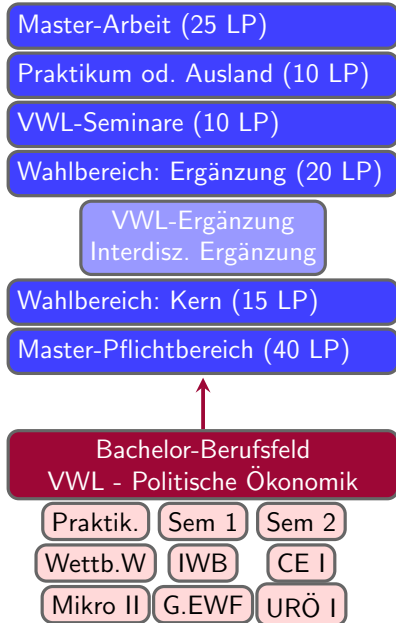 Master-Arbeit (25 LP)
Praktikum od. Ausland (10 LP)
VWL-Seminare (10 LP)
Wahlbereich: Ergänzung (20 LP)
VWL-Ergänzung
Interdisz. Ergänzung
Wahlbereich: Kern (15 LP)
Master-Pflichtbereich (40 LP)
Bachelor-Berufsfeld
VWL - Politische Ökonomik
Praktik. Sem 1 Sem 2
Wettb.W IWB CE I
Mikro II G.EWF URÖ I